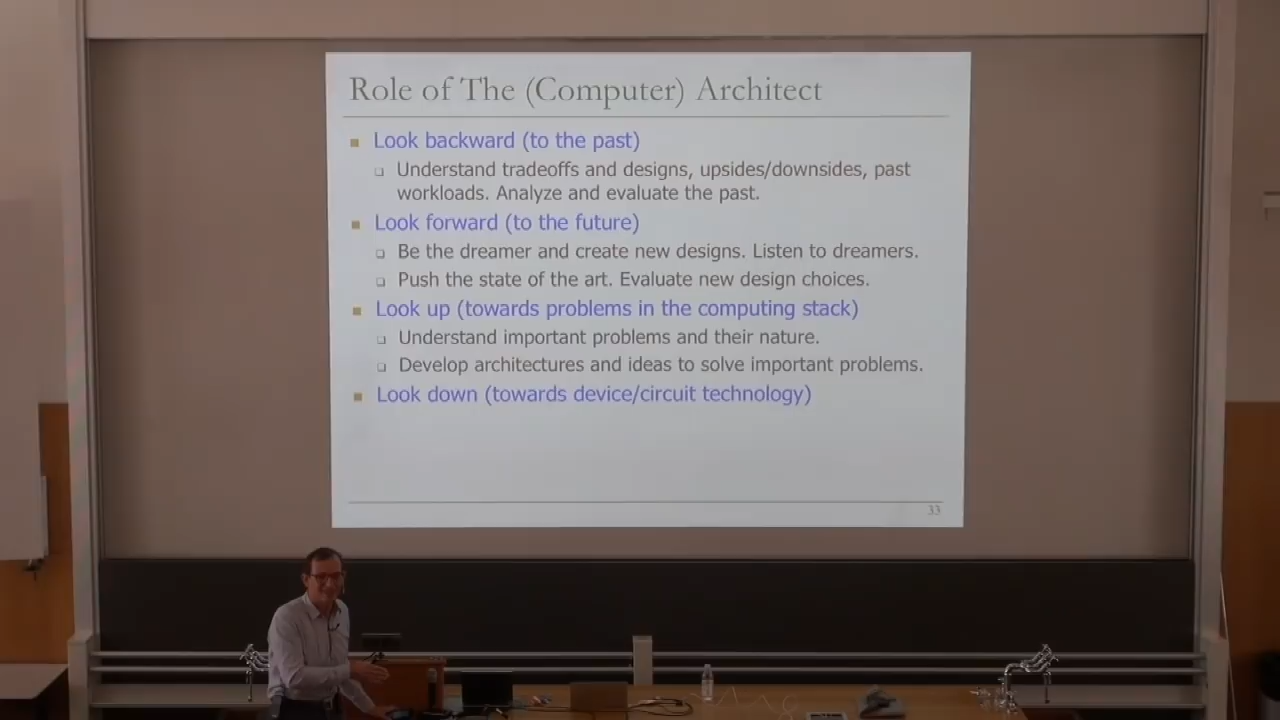 Role of The (Computer) Architect
Look backward (to the past)
Understand tradeoffs and designs, upsides/downsides, past
workloads. Analyze and evaluate the past.
Look forward (to the future)
Be the dreamer and create new designs. Listen to dreamers.
Push the state of the art. Evaluate new design choices.
Look up (towards problems in the computing stack)
Understand important problems and their nature.
Develop architectures and ideas to solve important problems.
Look down (towards device/circuit technology)
33